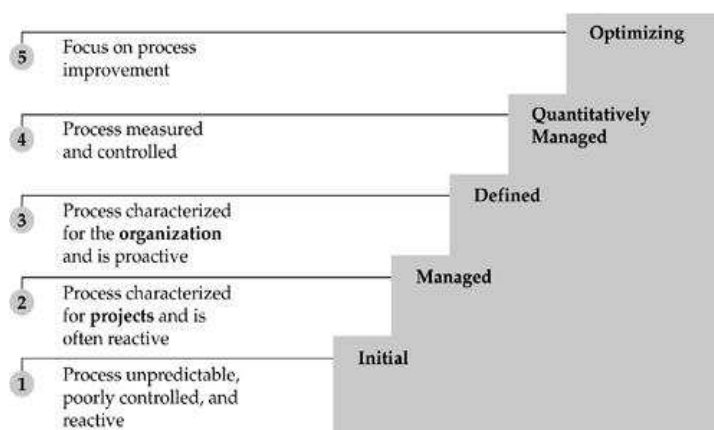 Optimizing
5
Focus on process
improvement
Quantitatively
Managed
4
Process measured
and controlled
Defined
3
Process characterized
for the organization
and is proactive
Managed
2
Process characterized
for projects and is
often reactive
Initial
1
Process unpredictable,
poorly controlled, and
reactive